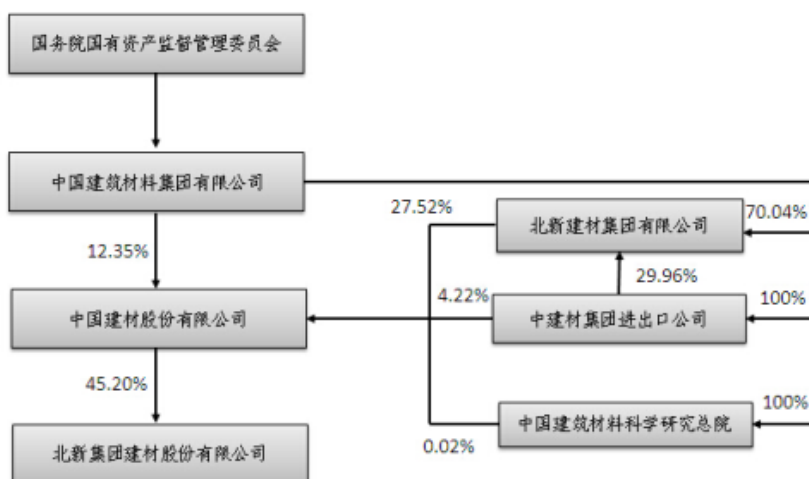 国务院国有资产监督管理委员会
中国建筑材料集团有限公司
27.52%
北新建材集团有限公司
70.04%
12.35%
29.96%
中国建材股份有限公司
4.22%
中建材集团进出口公司
100%
45.20%
中国建筑材料科学研究总院
100%
0.02%
北新集团建材股份有限公司